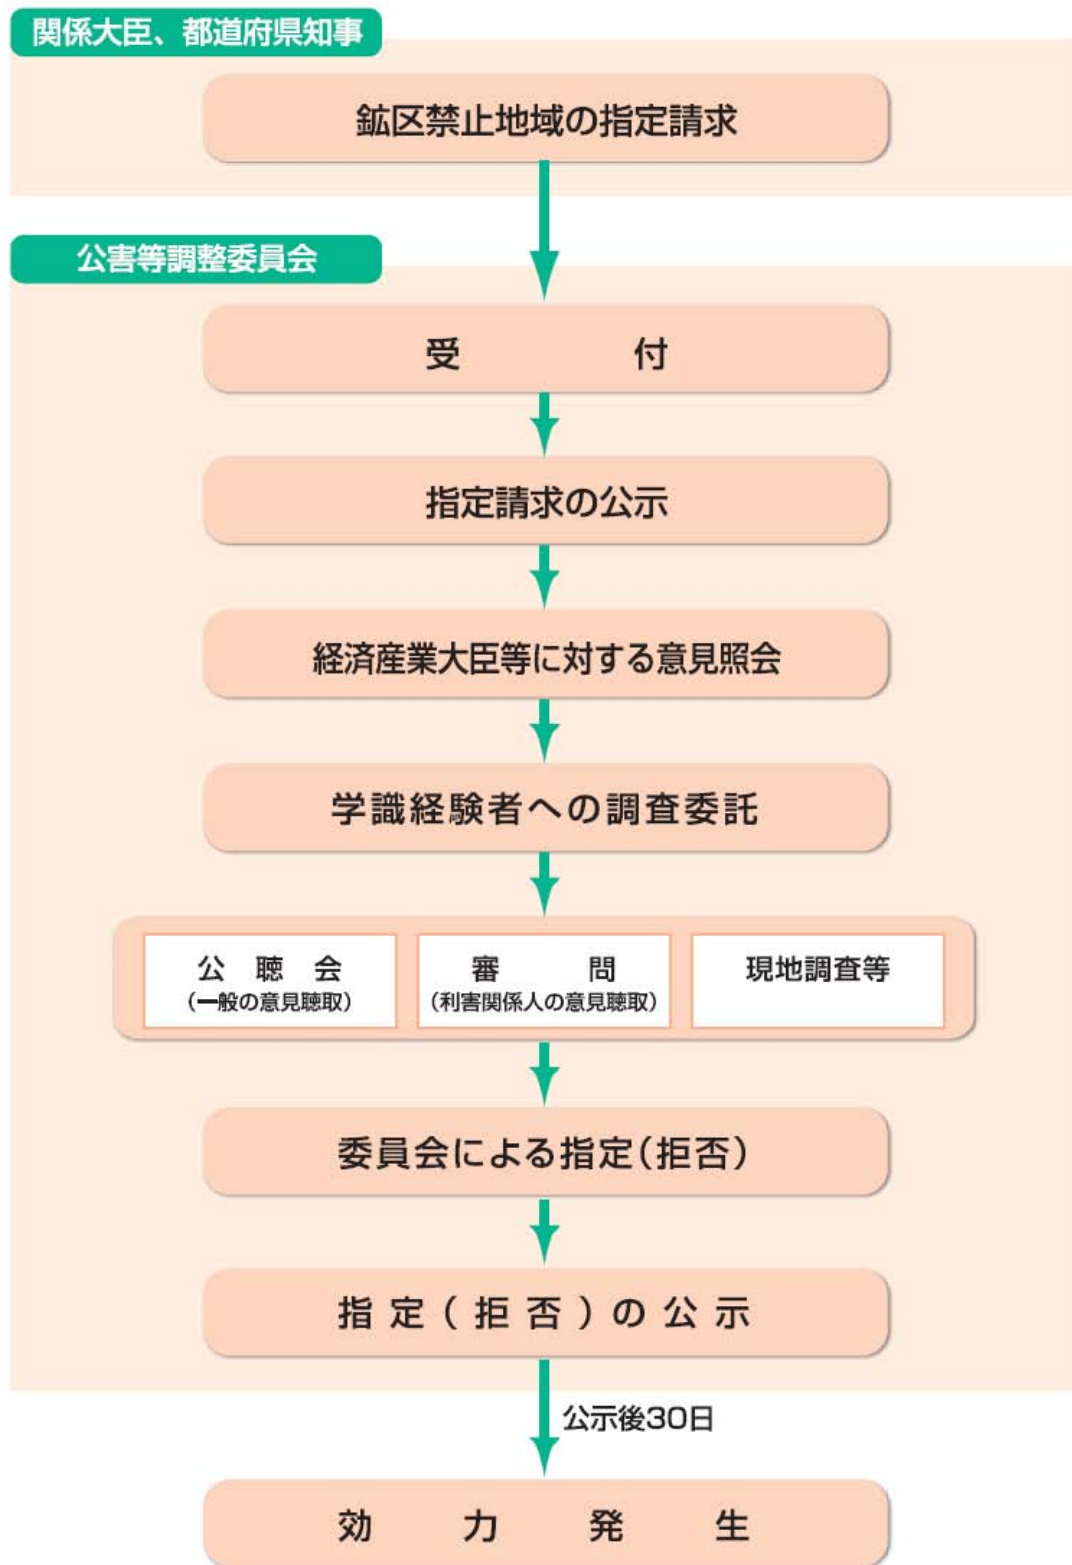 関係大臣、都道府県知事
鉱区禁止地域の指定請求
公害等調整委員会
受付
指定請求の公示
経済産業大臣等に対する意見照会
学識経験者への調査委託
公聴会
(一般の意見聴取)
審問
(利害関係人の意見聴取)
現地調査等
委員会による指定(拒否)
指定(拒否)の公示
公示後30日
効力発生